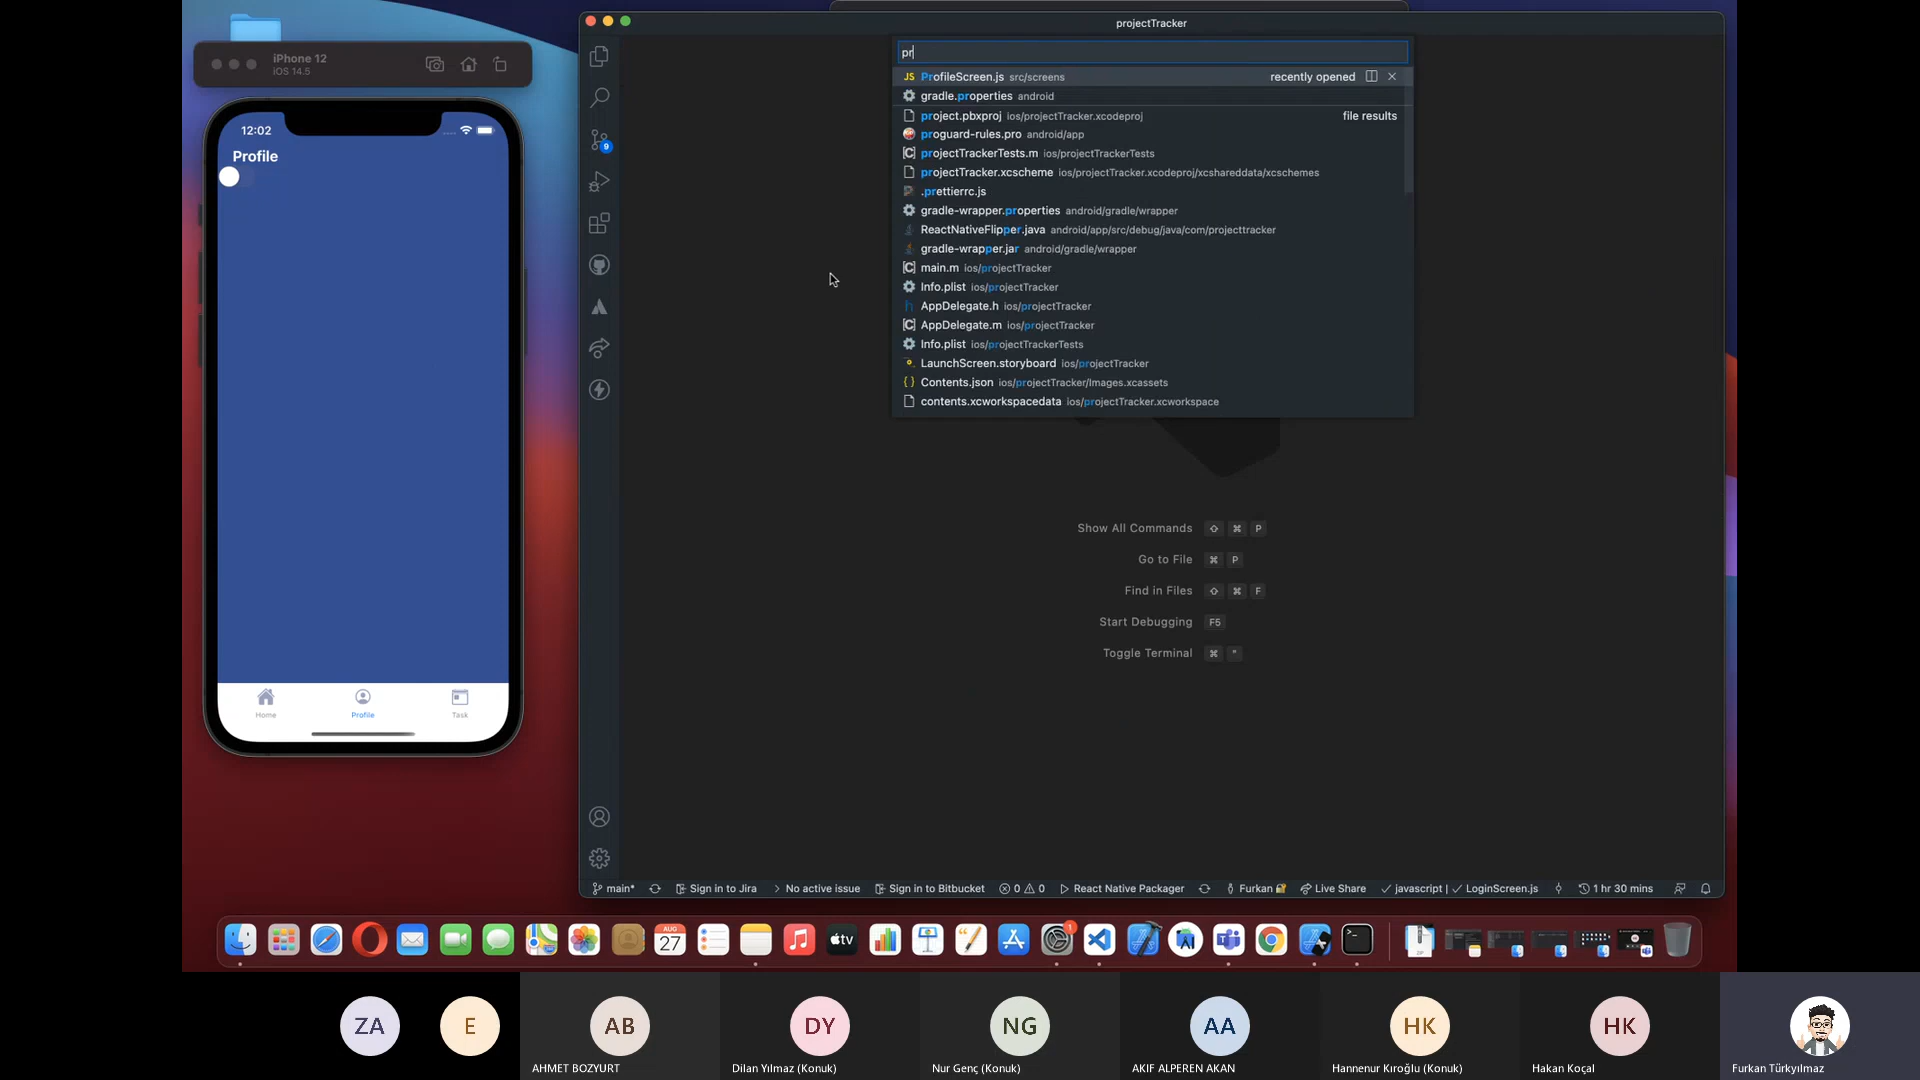 iPhone 12
iOS 14.5
12:02
Profile
Home
Profile
Task
projectTracker
pr
JS ProfileScreen.js src/screens recently opened
gradle.properties android
project.pbxproj ios/projectTracker.xcodeproj file results
proguard-rules.pro android/app
projectTrackerTests.m ios/projectTrackerTests
projectTracker.xcscheme ios/projectTracker.xcodeproj/xcshareddata/xcschemes
.prettierrc.js
gradle-wrapper.properties android/gradle/wrapper
ReactNativeFlipper.java android/app/src/debug/java/com/projecttracker
gradle-wrapper.jar android/gradle/wrapper
main.m ios/projectTracker
Info.plist ios/projectTracker
AppDelegate.h ios/projectTracker
AppDelegate.m ios/projectTracker
Info.plist ios/projectTrackerTests
LaunchScreen.storyboard ios/projectTracker
Contents.json ios/projectTracker/Images.xcassets
contents.xcworkspacedata ios/projectTracker.xcworkspace
9
Show All Commands ⇧ ⌘ P
Go to File ⌘ P
Find in Files ⇧ ⌘ F
Start Debugging F5
Toggle Terminal ⌘ "
main* Sign in to Jira No active issue Sign in to Bitbucket 0 0 React Native Packager Furkan Live Share javascript | LoginScreen.js 1 hr 30 mins
AUG
27
tv
1
ZA
E
AB
AHMET BOZYURT
DY
Dilan Yılmaz (Konuk)
NG
Nur Genç (Konuk)
AA
AKIF ALPEREN AKAN
HK
Hannenur Kıroğlu (Konuk)
HK
Hakan Koçal
Furkan Türkyılmaz